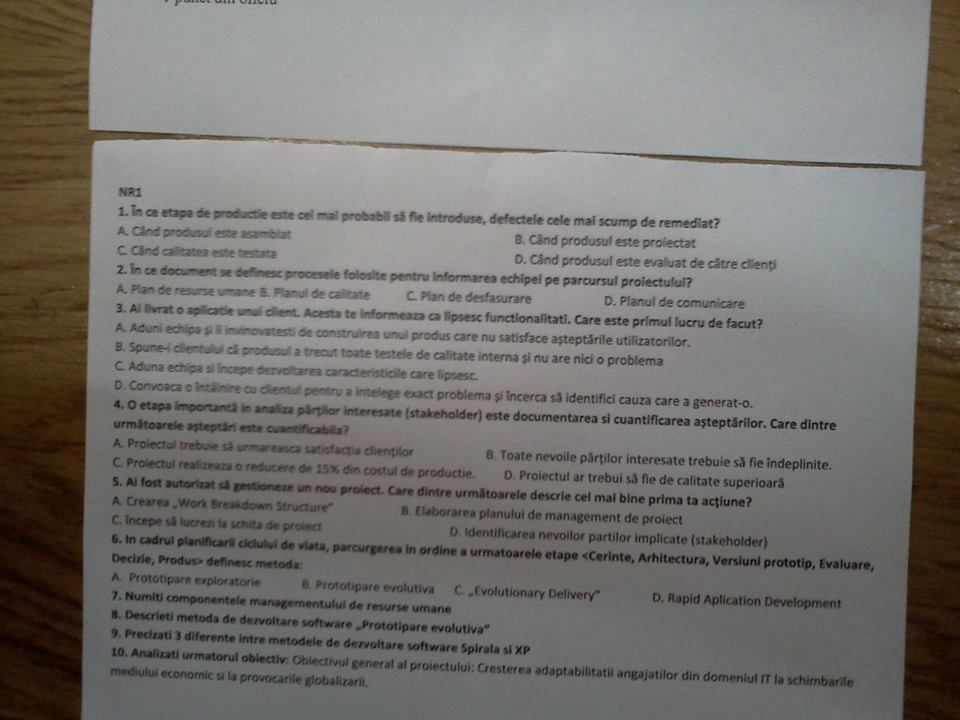 1 punct din oficiu
NR1
1. În ce etapa de productie este cel mai probabil să fie introduse, defectele cele mai scump de remediat?
A. Când produsul este asamblat B. Când produsul este proiectat
C. Când calitatea este testata D. Când produsul este evaluat de către clienți
2. În ce document se definesc procesele folosite pentru informarea echipei pe parcursul proiectului?
A. Plan de resurse umane B. Planul de calitate C. Plan de desfasurare D. Planul de comunicare
3. Ai livrat o aplicatie unui client. Acesta te informeaza ca lipsesc functionalitati. Care este primul lucru de facut?
A. Aduni echipa și îi invinovatesti de construirea unui produs care nu satisface așteptările utilizatorilor.
B. Spune-i clientului că produsul a trecut toate testele de calitate interna și nu are nici o problema
C. Aduna echipa si începe dezvoltarea caracteristicile care lipsesc.
D. Convoaca o întâlnire cu clientul pentru a intelege exact problema și încerca să identifici cauza care a generat-o.
4. O etapa importantă in analiza părților interesate (stakeholder) este documentarea si cuantificarea așteptărilor. Care dintre
următoarele așteptări este cuantificabila?
A. Proiectul trebuie să urmareasca satisfacția clienților B. Toate nevoile părților interesate trebuie să fie îndeplinite.
C. Proiectul realizeaza o reducere de 15% din costul de productie. D. Proiectul ar trebui să fie de calitate superioară
5. Ai fost autorizat să gestioneze un nou proiect. Care dintre următoarele descrie cel mai bine prima ta acțiune?
A. Crearea „Work Breakdown Structure” B. Elaborarea planului de management de proiect
C. începe să lucrezi la schita de proiect D. Identificarea nevoilor partilor implicate (stakeholder)
6. In cadrul planificarii ciclului de viata, parcurgerea in ordine a urmatoarele etape <Cerinte, Arhitectura, Versiuni prototip, Evaluare,
Decizie, Produs> definesc metoda:
A. Prototipare exploratorie B. Prototipare evolutiva C. „Evolutionary Delivery” D. Rapid Aplication Development
7. Numiti componentele managementului de resurse umane
8. Descrieti metoda de dezvoltare software „Prototipare evolutiva”
9. Precizati 3 diferente intre metodele de dezvoltare software Spirala si XP
10. Analizati urmatorul obiectiv: Obiectivul general al proiectului: Cresterea adaptabilitatii angajatilor din domeniul IT la schimbarile
mediului economic si la provocarile globalizarii.